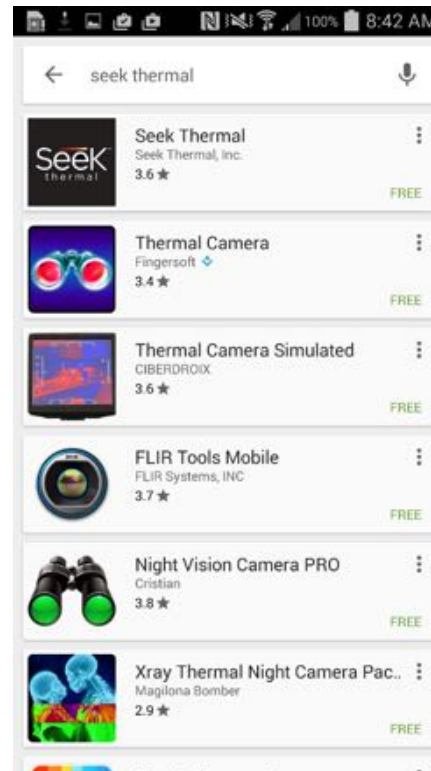 100% 8:42 AM
seek thermal
Seek
thermal
Seek Thermal
Seek Thermal, Inc.
3.6★
FREE
Thermal Camera
Fingersoft
3.4★
FREE
Thermal Camera Simulated
CIBERDROIX
3.6★
FREE
FLIR Tools Mobile
FLIR Systems, INC
3.7★
FREE
Night Vision Camera PRO
Cristian
3.8★
FREE
Xray Thermal Night Camera Pac..
Magilona Bomber
2.9★
FREE